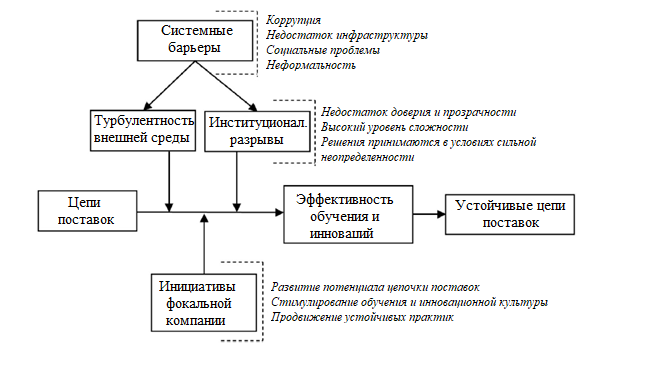 Системные
барьеры
Коррупция
Недостаток инфраструктуры
Социальные проблемы
Неформальность
Турбулентность
внешней среды
Институционал.
разрывы
Недостаток доверия и прозрачности
Высокий уровень сложности
Решения принимаются в условиях сильной
неопределенности
Цепи
поставок
Эффективность
обучения и
инноваций
Устойчивые цепи
поставок
Инициативы
фокальной
компании
Развитие потенциала цепочки поставок
Стимулирование обучения и инновационной культуры
Продвижение устойчивых практик